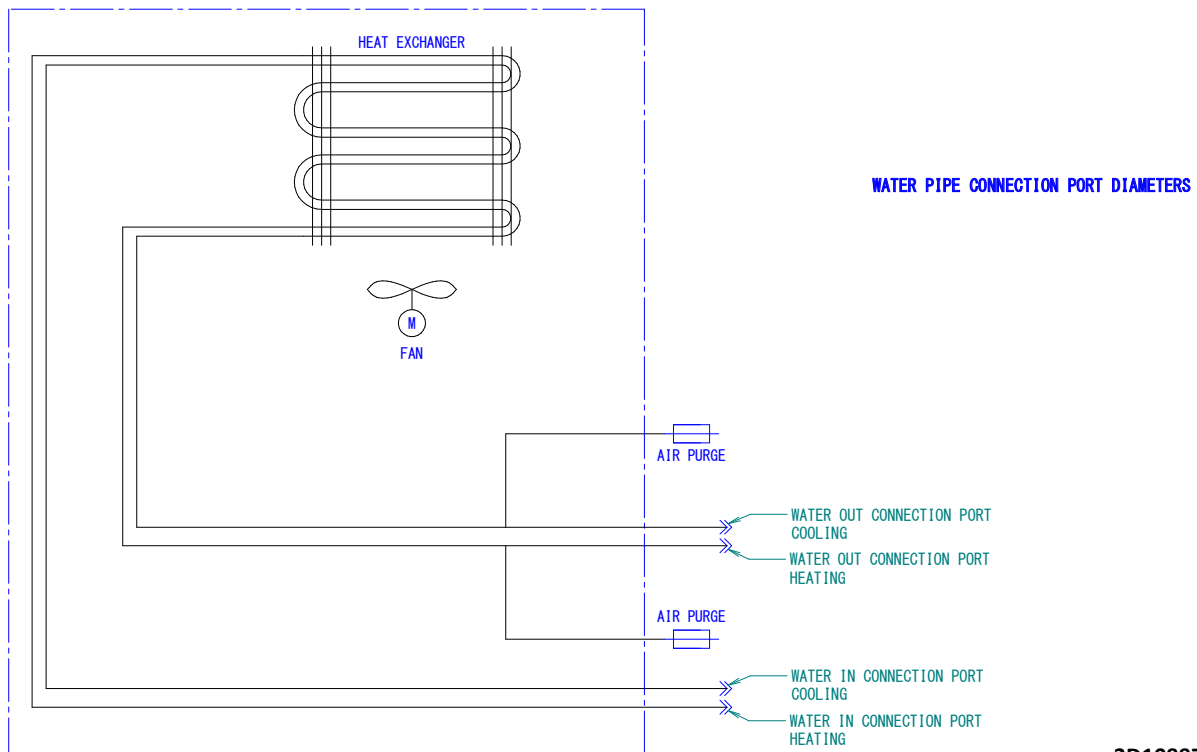 HEAT EXCHANGER
WATER PIPE CONNECTION PORT DIAMETERS
M
FAN
AIR PURGE
WATER OUT CONNECTION PORT
COOLING
WATER OUT CONNECTION PORT
HEATING
AIR PURGE
WATER IN CONNECTION PORT
COOLING
WATER IN CONNECTION PORT
HEATING